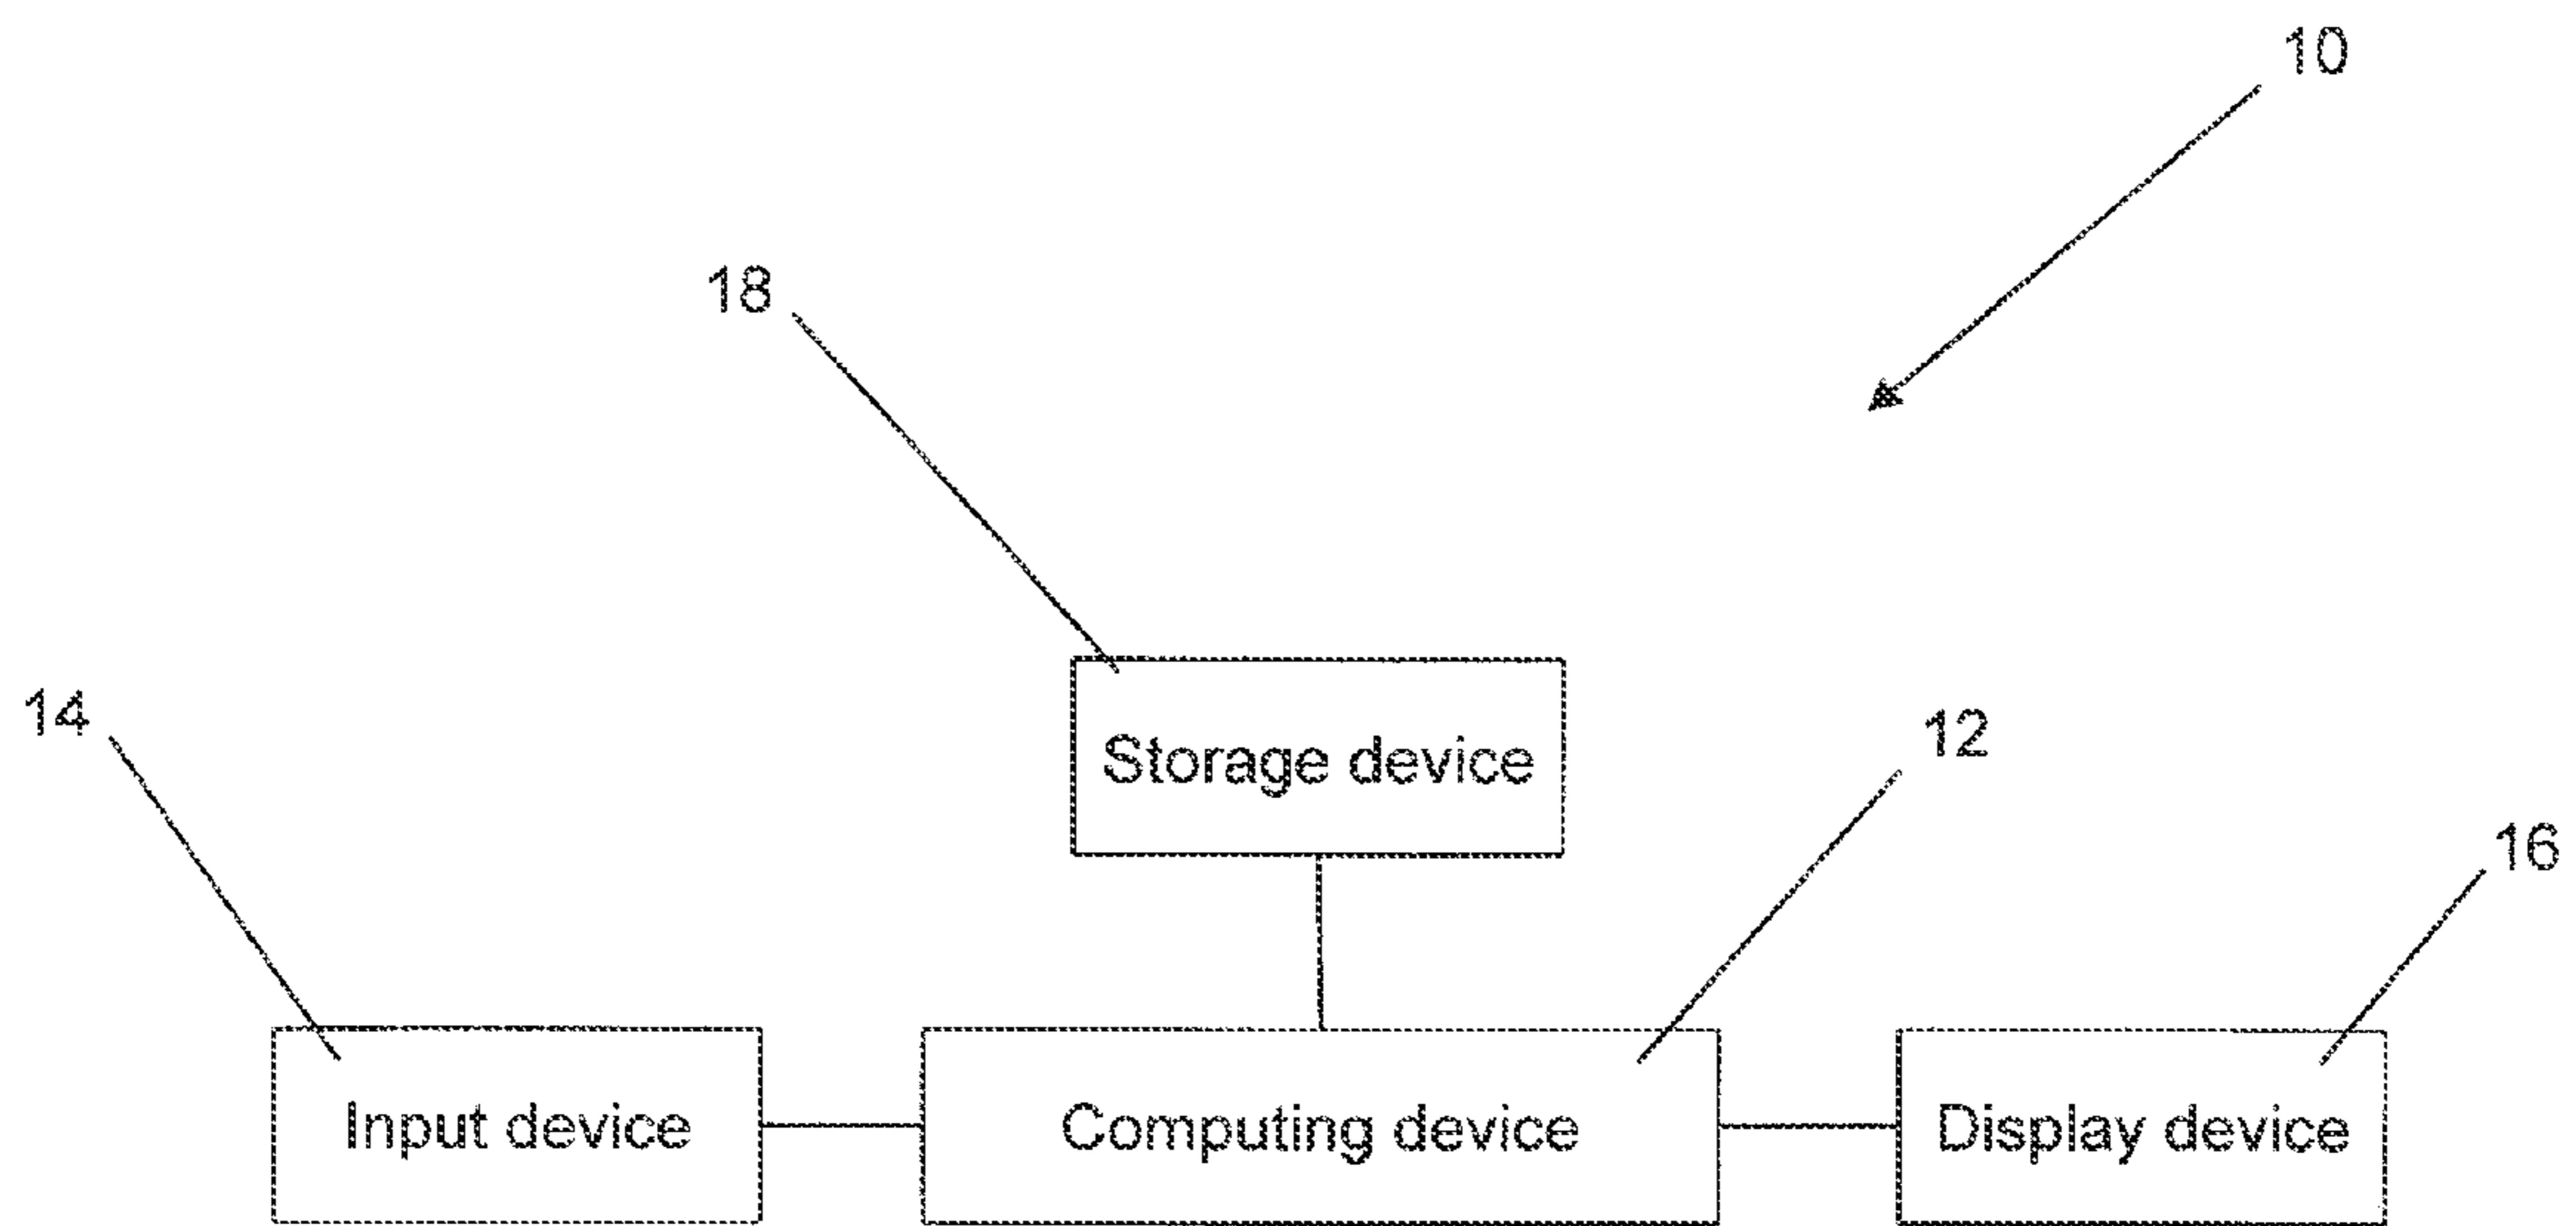 10
18
14
Storage device
12
16
Input device
Computing device
Display device